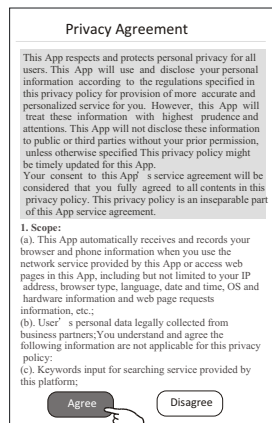 Privacy Agreement
This App respects and protects personal privacy for all
users. This App will use and disclose your personal
information according to the regulations specified in
this privacy policy for provision of more accurate and
personalized service for you. However, this App will
treat these information with highest prudence and
attentions. This App will not disclose these information
to public or third parties without your prior permission,
unless otherwise specified This privacy policy might
be timely updated for this App.
Your consent to this App’s service agreement will be
considered that you fully agreed to all contents in this
privacy policy. This privacy policy is an inseparable part
of this App service agreement.
1. Scope:
(a). This App automatically receives and records your
browser and phone information when you use the
network service provided by this App or access web
pages in this App, including but not limited to your IP
address, browser type, language, date and time, OS and
hardware information and web page requests
information, etc.;
(b). User’s personal data legally collected from
business partners;You understand and agree the
following information are not applicable for this privacy
policy:
(c). Keywords input for searching service provided by
this platform;
Agree Disagree